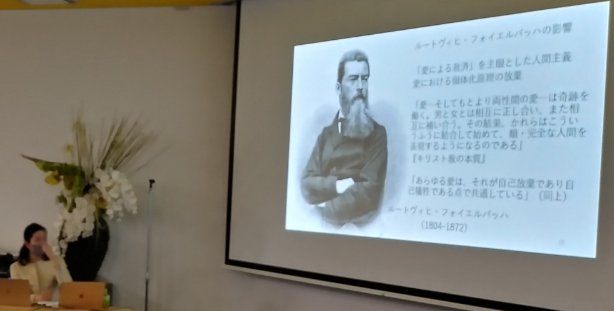 ルートヴィヒ・フォイエルバッハの影響
「愛による救済」を主眼とした人間主義
愛における個体化原理の放棄
「愛…そしてもとより両性間の愛…は奇跡を
働く。男と女とは相互に正し合い、また相
互に補い合う。その結果、かれらはこうい
うふうに結合して始めて、類・完全な人間を
表現するようになるのである」
『キリスト教の本質』
「あらゆる愛は、それが自己放棄であり自
己犠牲である点で共通している」（同上）
ルートヴィヒ・フォイエルバッハ
（1804-1872）